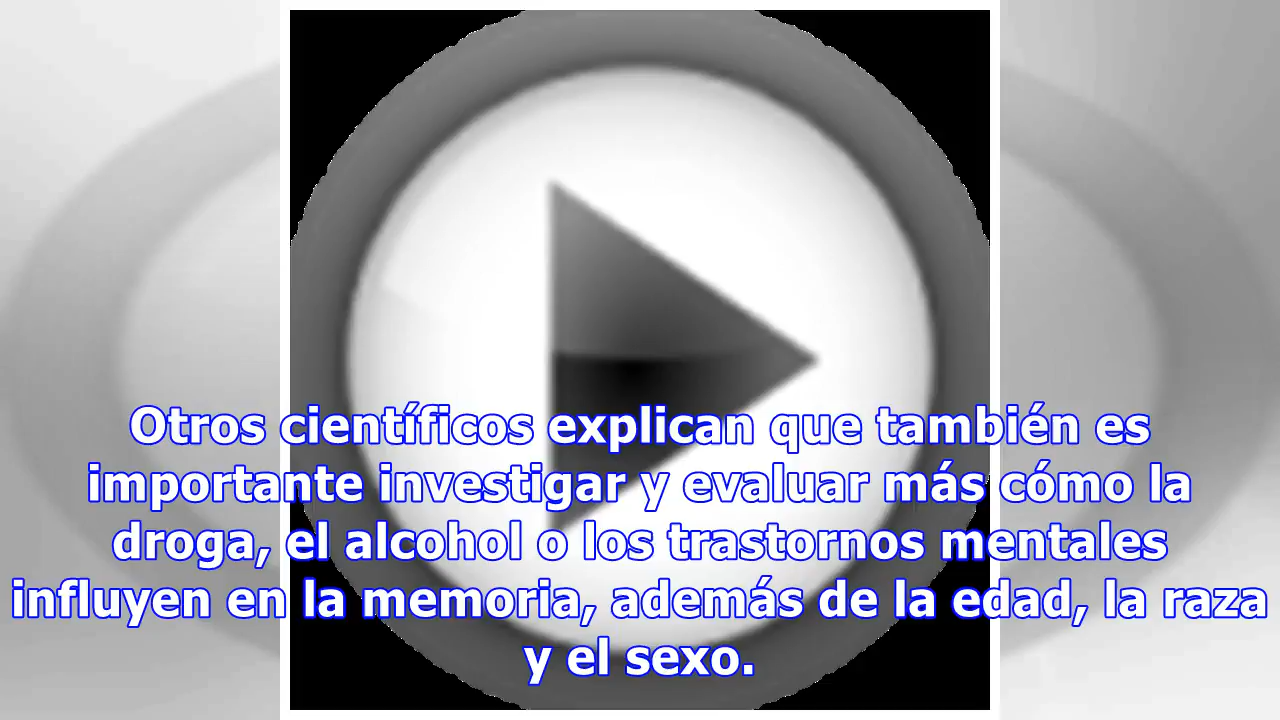 Otros científicos explican que también es
importante investigar y evaluar más cómo la
droga, el alcohol o los trastornos mentales
influyen en la memoria, además de la edad, la raza
y el sexo.